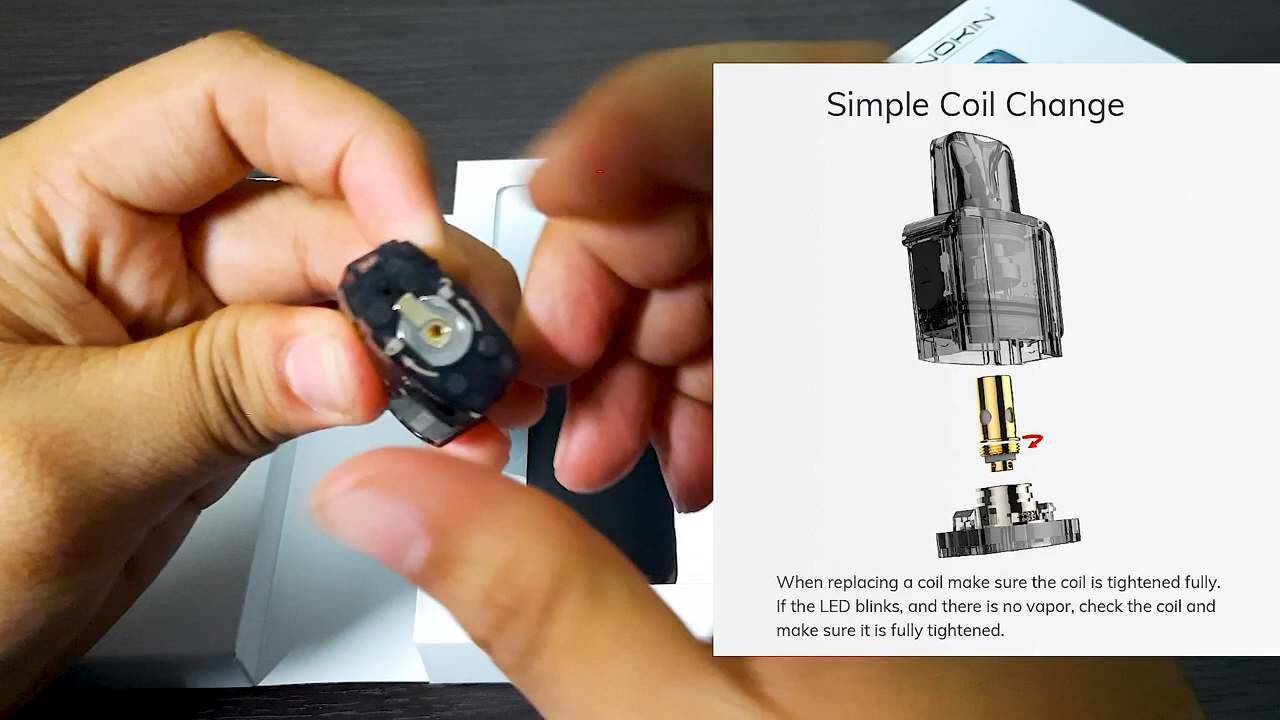 NOKIN
Simple Coil Change
When replacing a coil make sure the coil is tightened fully.
If the LED blinks, and there is no vapor, check the coil and
make sure it is fully tightened.